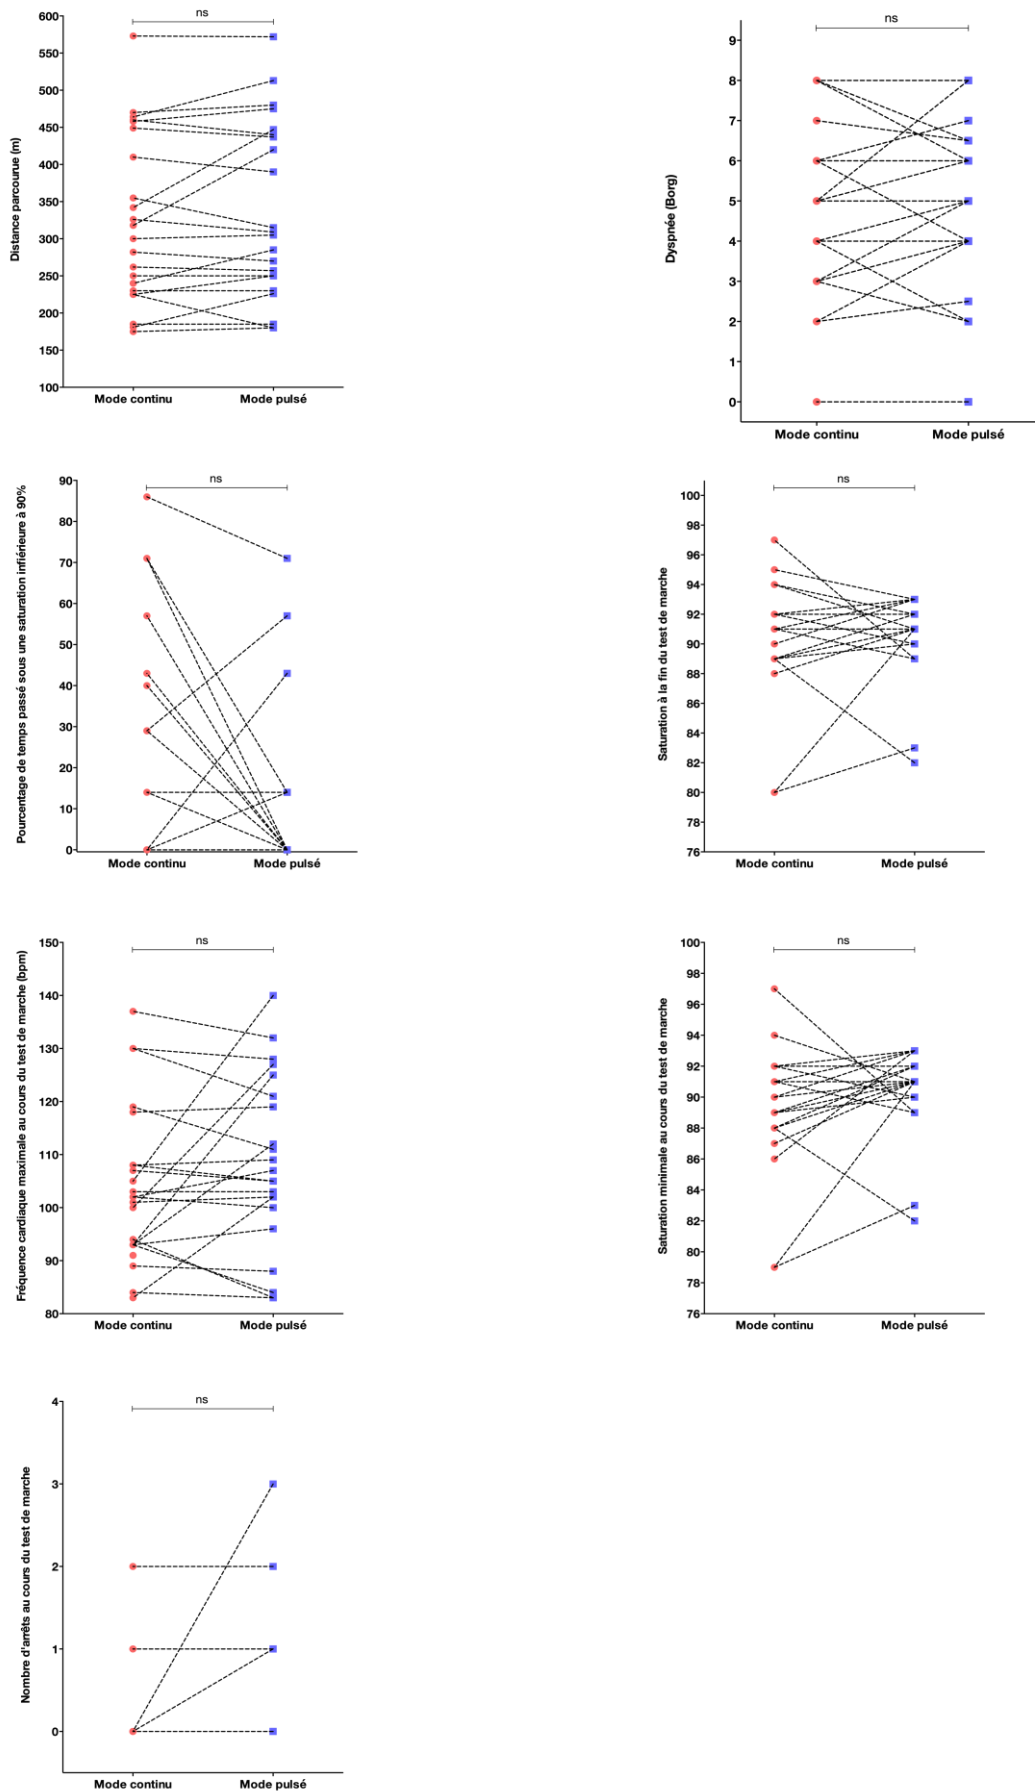 ns
600
550
500
450
400
350
300
250
200
150
100
Distance parcourue (m)
Mode continu
Mode pulsé
ns
9
8
7
6
5
4
3
2
1
0
Dyspnée (Borg)
Mode continu
Mode pulsé
ns
90
80
70
60
50
40
30
20
10
0
Pourcentage de temps passé sous une saturation infiérieure à 90%
Mode continu
Mode pulsé
ns
100
98
96
94
92
90
88
86
84
82
80
78
76
Saturation à la fin du test de marche
Mode continu
Mode pulsé
ns
150
140
130
120
110
100
90
80
Fréquence cardiaque maximale au cours du test de marche (bpm)
Mode continu
Mode pulsé
ns
100
98
96
94
92
90
88
86
84
82
80
78
76
Saturation minimale au cours du test de marche
Mode continu
Mode pulsé
ns
4
3
2
1
0
Nombre d'arrêts au cours du test de marche
Mode continu
Mode pulsé